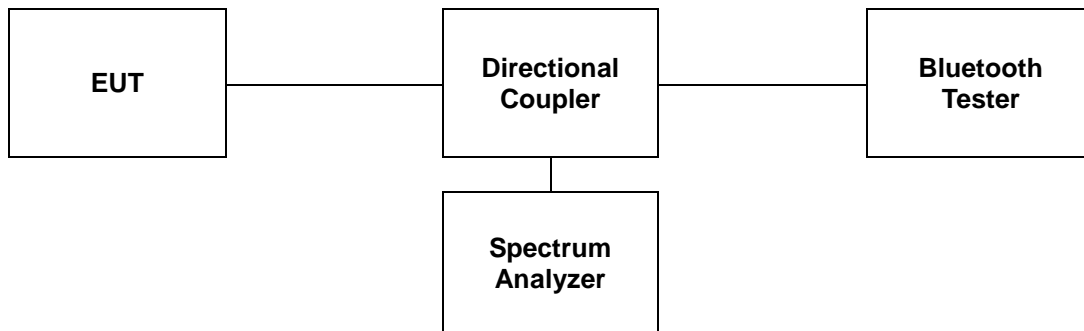 EUT
Directional
Coupler
Bluetooth
Tester
Spectrum
Analyzer